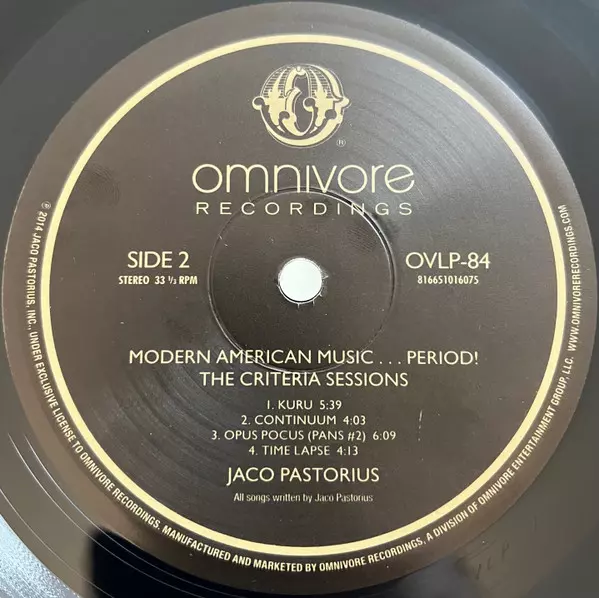 ®
omnivore
RECORDINGS
SIDE 2
STEREO 33 ⅓ RPM
OVLP-84
816651016075
MODERN AMERICAN MUSIC . . . PERIOD!
THE CRITERIA SESSIONS
1. KURU 5:39
2. CONTINUUM 4:03
3. OPUS POCUS (PANS #2) 6:09
4. TIME LAPSE 4:13
JACO PASTORIUS
All songs written by Jaco Pastorius
℗ 2014 JACO PASTORIUS, INC., UNDER EXCLUSIVE LICENSE TO OMNIVORE RECORDINGS. MANUFACTURED AND MARKETED BY OMNIVORE RECORDINGS. A DIVISION OF OMNIVORE ENTERTAINMENT GROUP, LLC. WWW.OMNIVORERECORDINGS.COM